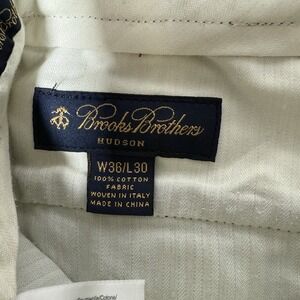 Brooks Brothers
HUDSON
W36/L30
100% COTTON
FABRIC
WOVEN IN ITALY
MADE IN CHINA